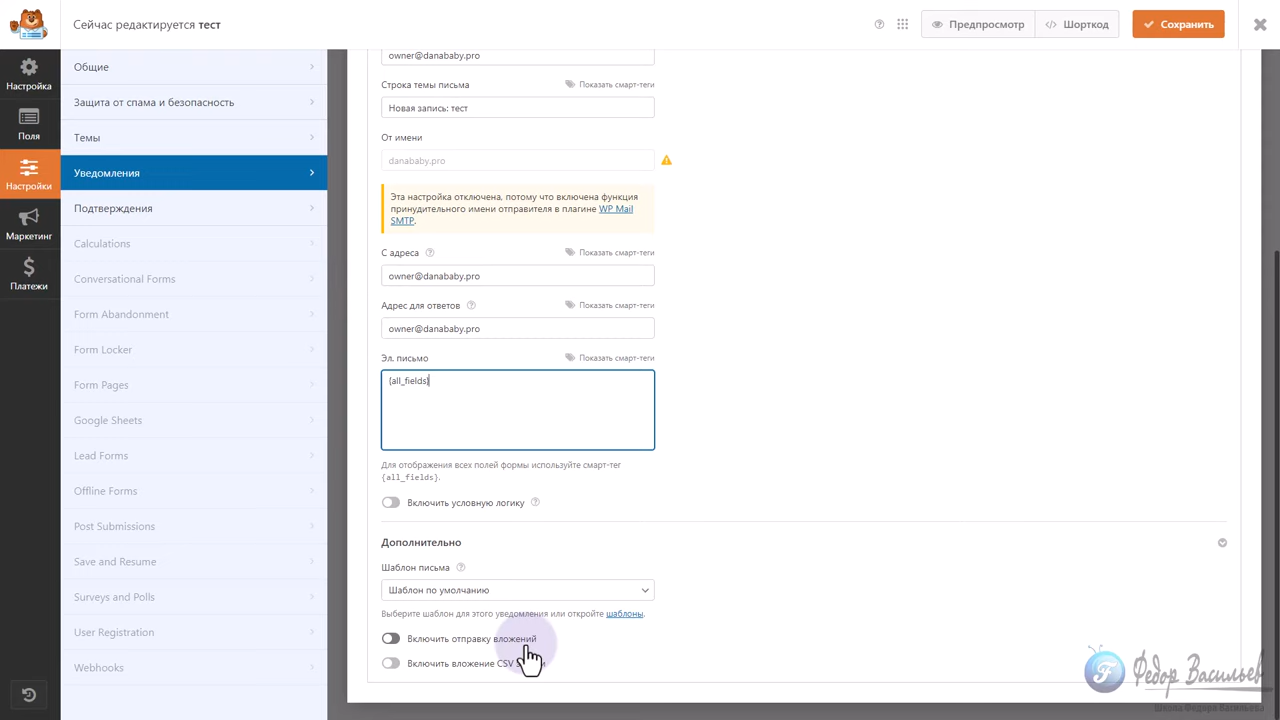 Сейчас редактируется тест
Предпросмотр
Шорткод
Сохранить
Настройка
Поля
Настройки
Маркетинг
Платежи
Общие
Защита от спама и безопасность
Темы
Уведомления
Подтверждения
Calculations
Conversational Forms
Form Abandonment
Form Locker
Form Pages
Google Sheets
Lead Forms
Offline Forms
Post Submissions
Save and Resume
Surveys and Polls
User Registration
Webhooks
owner@danababy.pro
Строка темы письма
Показать смарт-теги
Новая запись: тест
От имени
danababy.pro
Эта настройка отключена, потому что включена функция
принудительного имени отправителя в плагине WP Mail
SMTP.
С адреса
Показать смарт-теги
owner@danababy.pro
Адрес для ответов
Показать смарт-теги
owner@danababy.pro
Эл. письмо
Показать смарт-теги
{all_fields}
Для отображения всех полей формы используйте смарт-тег
{all_fields}.
Включить условную логику
Дополнительно
Шаблон письма
Шаблон по умолчанию
Выберите шаблон для этого уведомления или откройте шаблоны.
Включить отправку вложений
Включить вложение CSV
Федор Васильев
Школа Федора Васильева